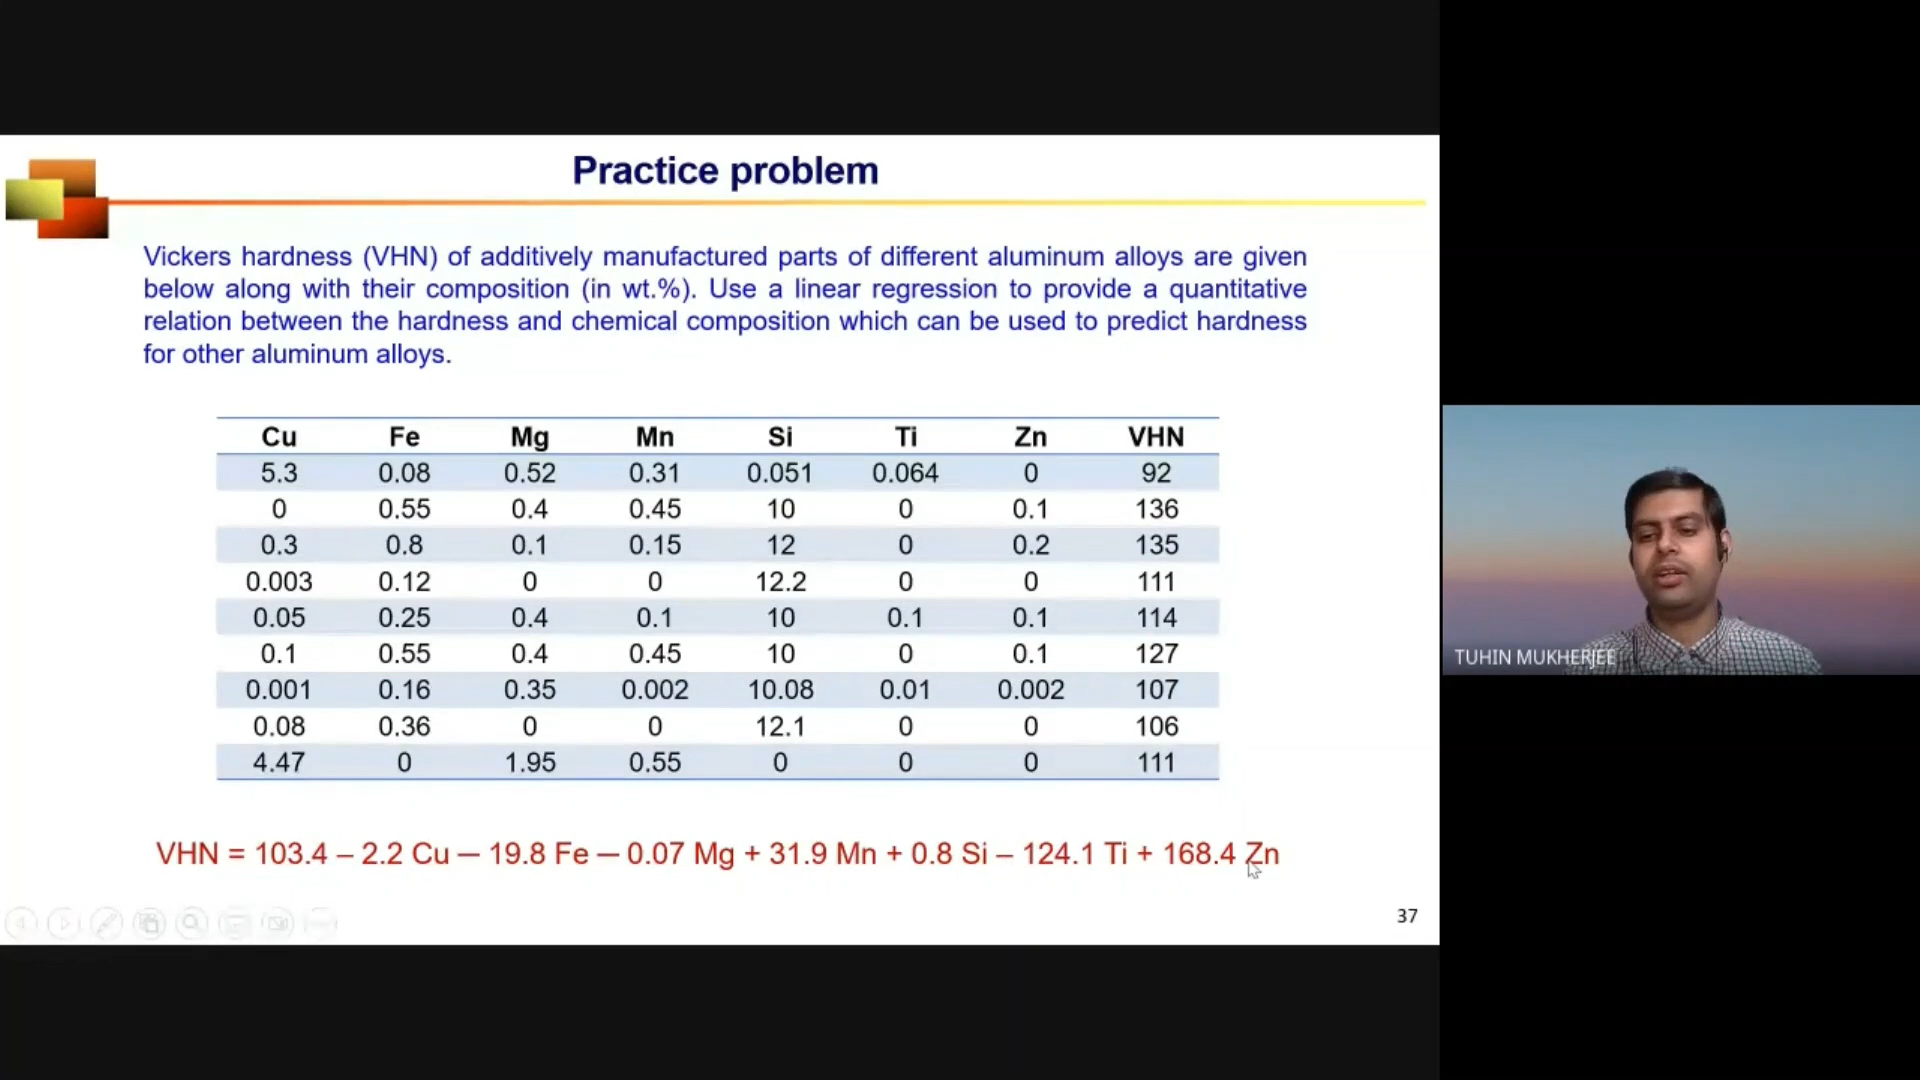 Practice problem
Vickers hardness (VHN) of additively manufactured parts of different aluminum alloys are given
below along with their composition (in wt.%). Use a linear regression to provide a quantitative
relation between the hardness and chemical composition which can be used to predict hardness
for other aluminum alloys.
Cu Fe Mg Mn Si Ti Zn VHN
5.3 0.08 0.52 0.31 0.051 0.064 0 92
0 0.55 0.4 0.45 10 0 0.1 136
0.3 0.8 0.1 0.15 12 0 0.2 135
0.003 0.12 0 0 12.2 0 0 111
0.05 0.25 0.4 0.1 10 0.1 0.1 114
0.1 0.55 0.4 0.45 10 0 0.1 127
0.001 0.16 0.35 0.002 10.08 0.01 0.002 107
0.08 0.36 0 0 12.1 0 0 106
4.47 0 1.95 0.55 0 0 0 111
VHN = 103.4 – 2.2 Cu — 19.8 Fe — 0.07 Mg + 31.9 Mn + 0.8 Si – 124.1 Ti + 168.4 Zn
37
TUHIN MUKHERJEE